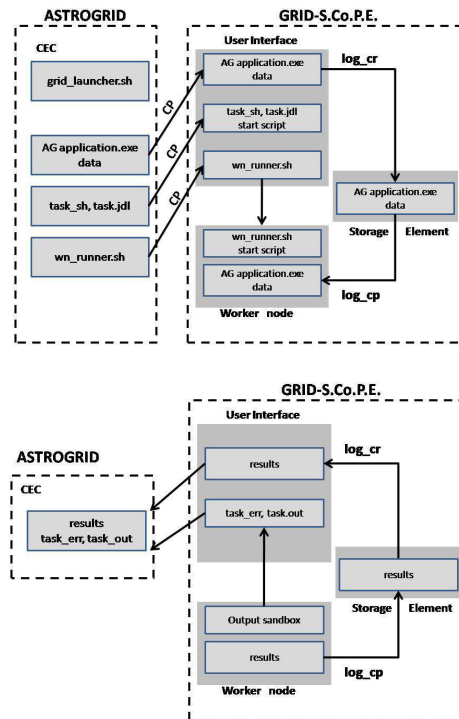 ASTROGRID
GRID-S.Co.P.E.
CEC
User Interface
grid_launcher.sh
AG application.exe
data
log_cr
CP
AG application.exe
data
CP
task_sh, task.jdl
start script
task_sh, task.jdl
CP
wn_runner.sh
wn_runner.sh
AG application.exe
data
Storage Element
wn_runner.sh
start script
AG application.exe
data
log_cp
Worker node
GRID-S.Co.P.E.
User Interface
ASTROGRID
log_cr
CEC
results
results
task_err, task_out
task_err, task.out
results
Output sandbox
Storage Element
results
log_cp
Worker node